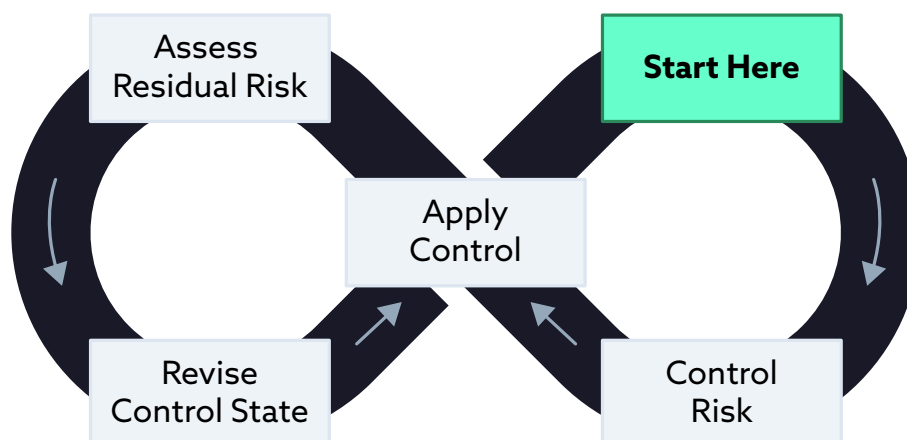 Assess
Residual Risk
Start Here
Apply
Control
Revise
Control State
Control
Risk